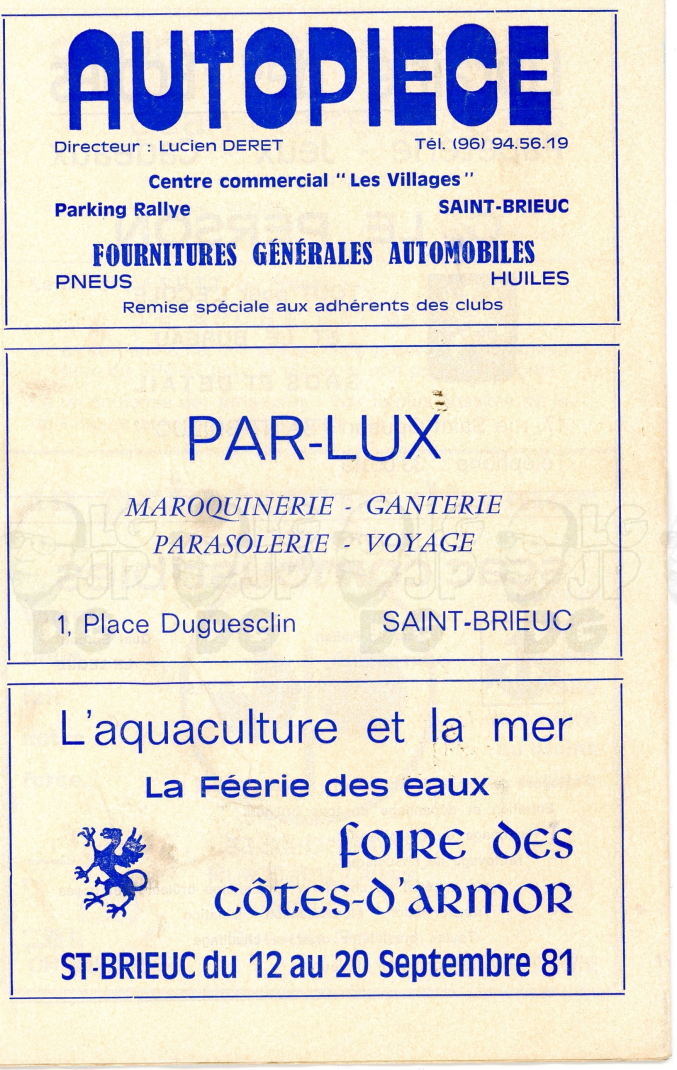 AUTOPIECE
Directeur : Lucien DERET Tél. (96) 94.56.19
Centre commercial "Les Villages"
Parking Rallye SAINT-BRIEUC
FOURNITURES GÉNÉRALES AUTOMOBILES
PNEUS HUILES
Remise spéciale aux adhérents des clubs
PAR-LUX
MAROQUINERIE - GANTERIE
PARASOLERIE - VOYAGE
1, Place Duguesclin SAINT-BRIEUC
L'aquaculture et la mer
La Féerie des eaux
FOIRE DES
CÔTES-D'ARMOR
ST-BRIEUC du 12 au 20 Septembre 81